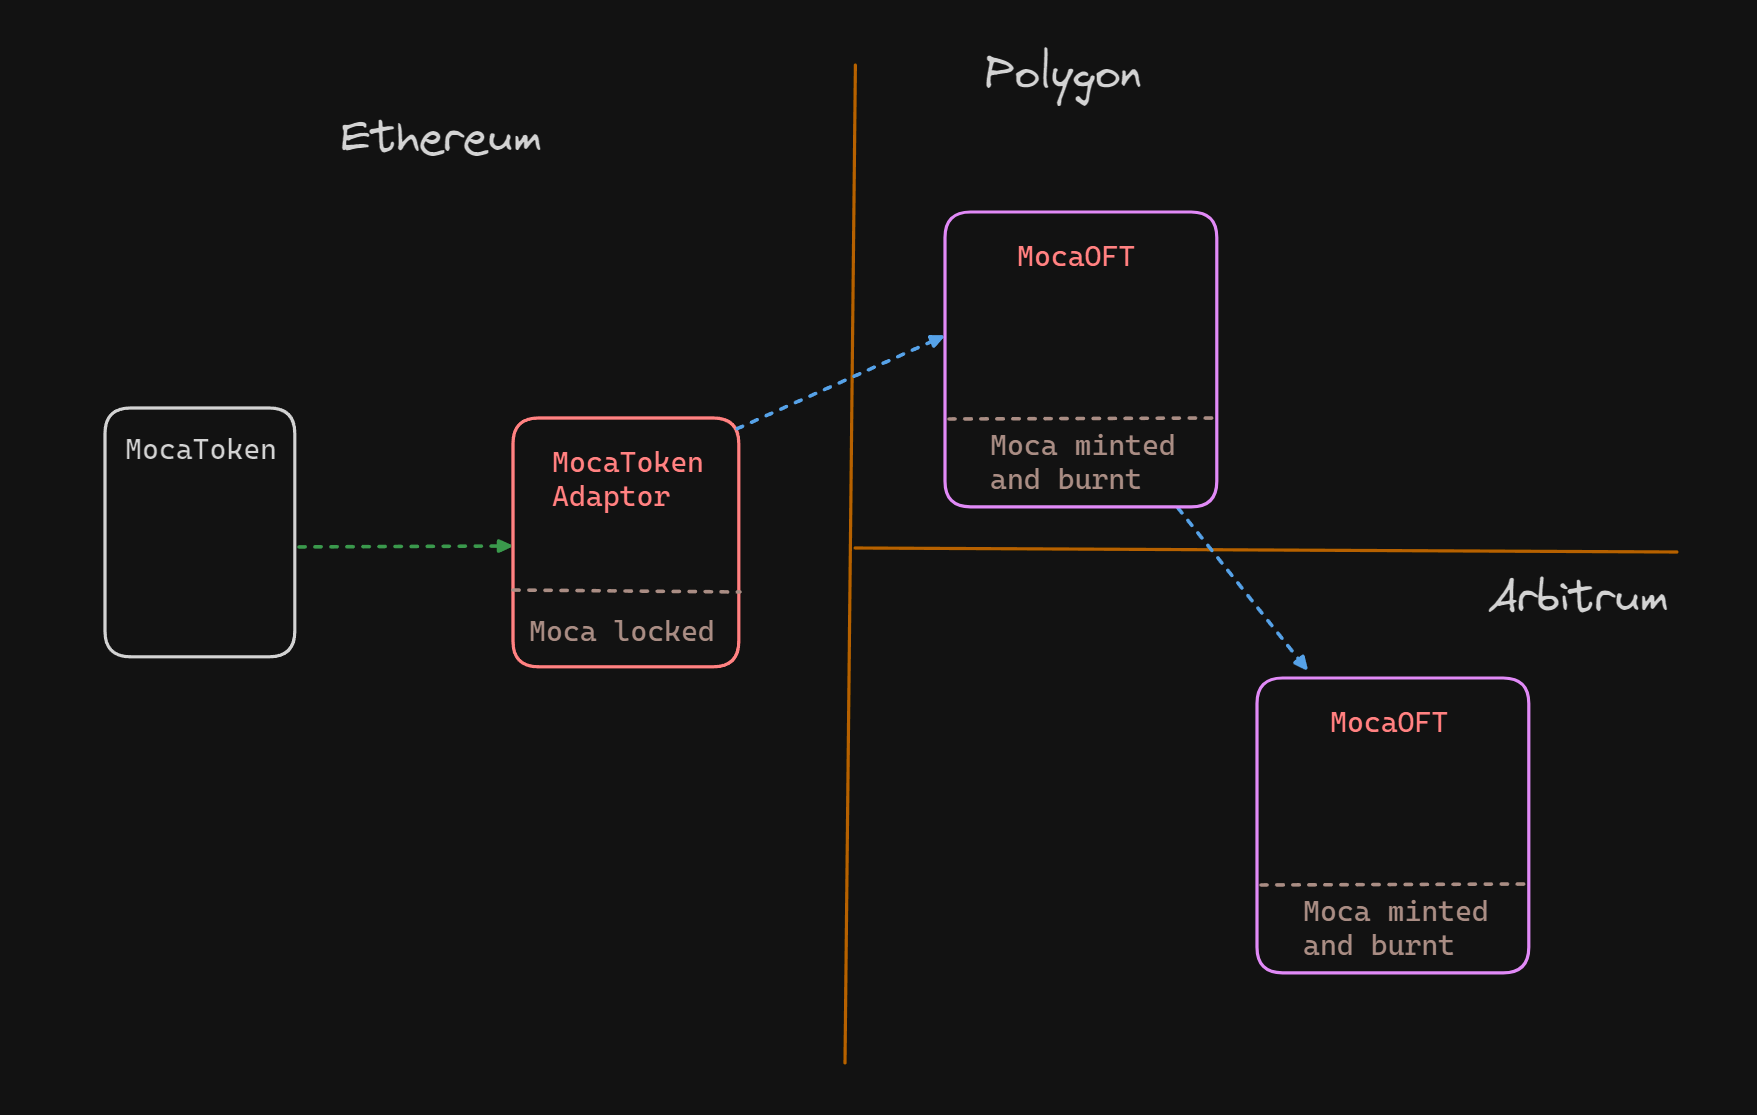 Ethereum
Polygon
MocaToken
MocaToken
Adaptor
Moca locked
MocaOFT
Moca minted
and burnt
Arbitrum
MocaOFT
Moca minted
and burnt